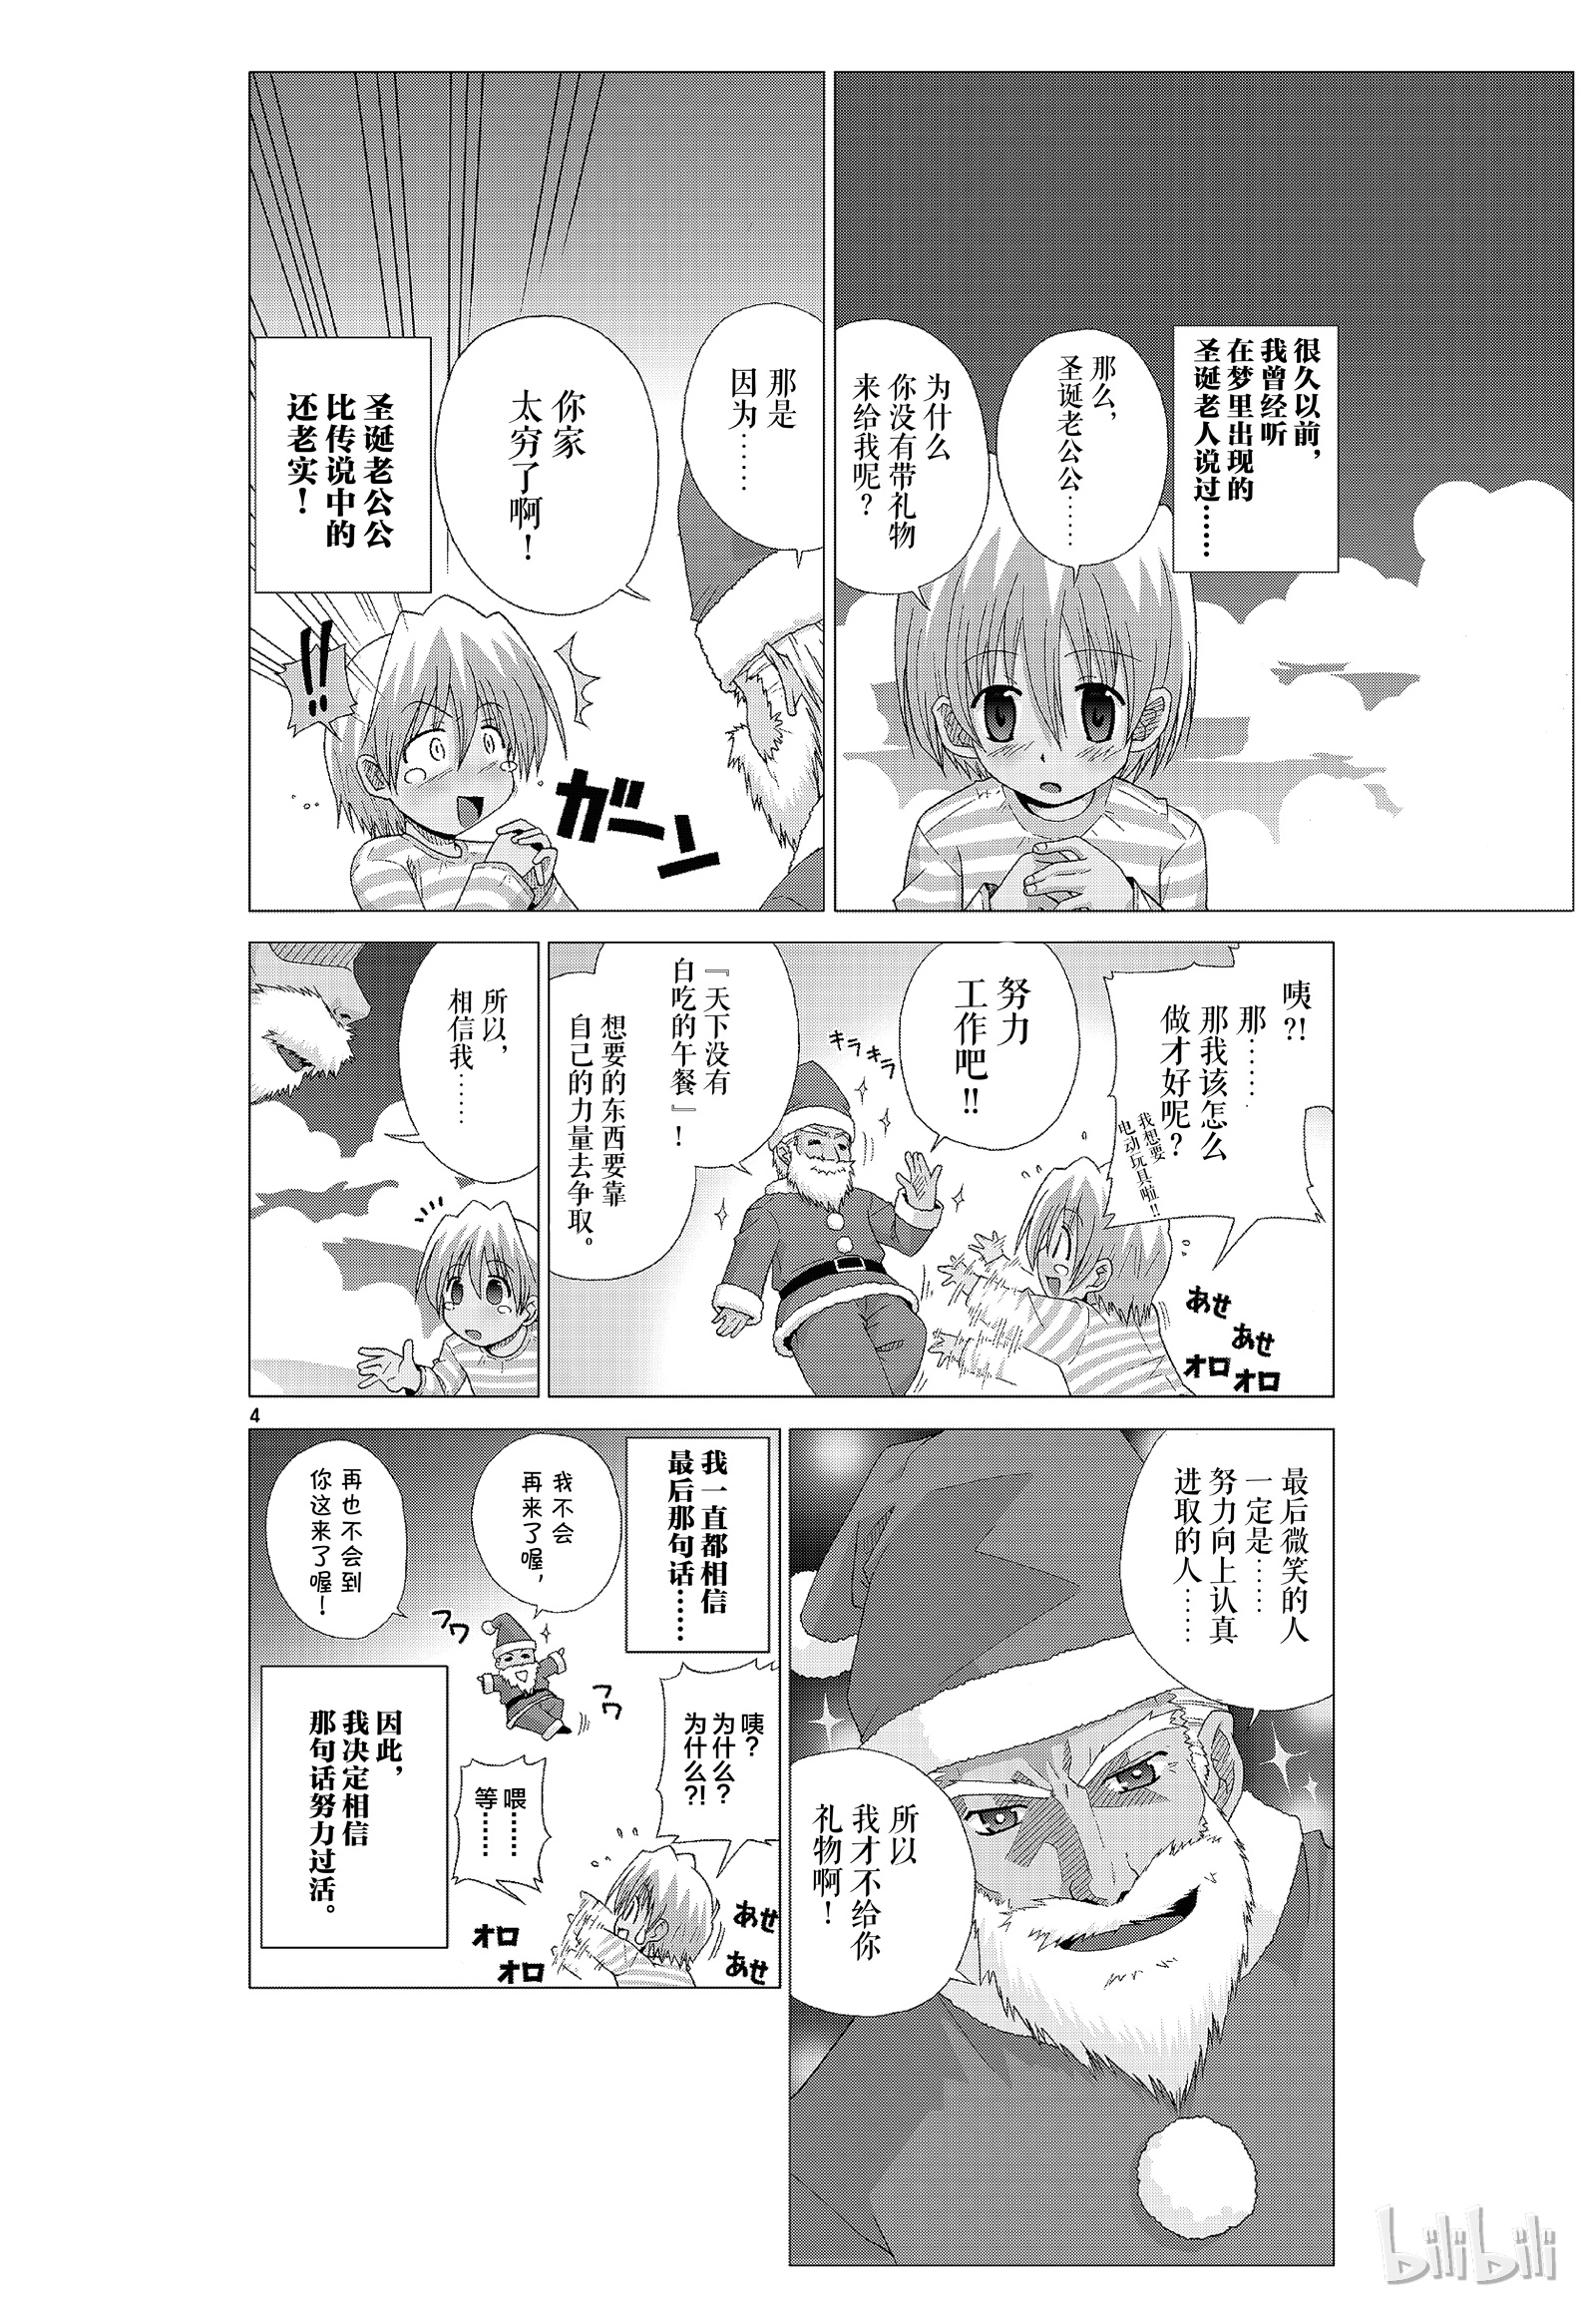 很久以前，
我曾经听
在梦里出现的
圣诞老人说过……
那么，
圣诞老公公……
为什么
你没有带礼物
来给我呢？
那是
因为……
你家
太穷了啊！
圣诞老公公
比传说中的
还老实！
!!
ガーン
咦?!
那……
那我该怎么
做才好呢？
我想要
电动玩具啦!!
あせ
あせ
オロ
オロ
努力
工作吧!!
キラキラ
『天下没有
白吃的午餐』！
想要的东西要靠
自己的力量去争取。
所以，
相信我……
4
最后微笑的人
一定是……
努力向上认真
进取的人……
所以
我才不给你
礼物啊！
我一直都相信
最后那句话……
我不会
再来了喔，
再也不会到
你这来了喔！
フワ
フワ
咦？
为什么？
为什么?!
喂……
等……
あせ
あせ
オロ
オロ
因此，
我决定相信
那句话努力过活。
bilibili